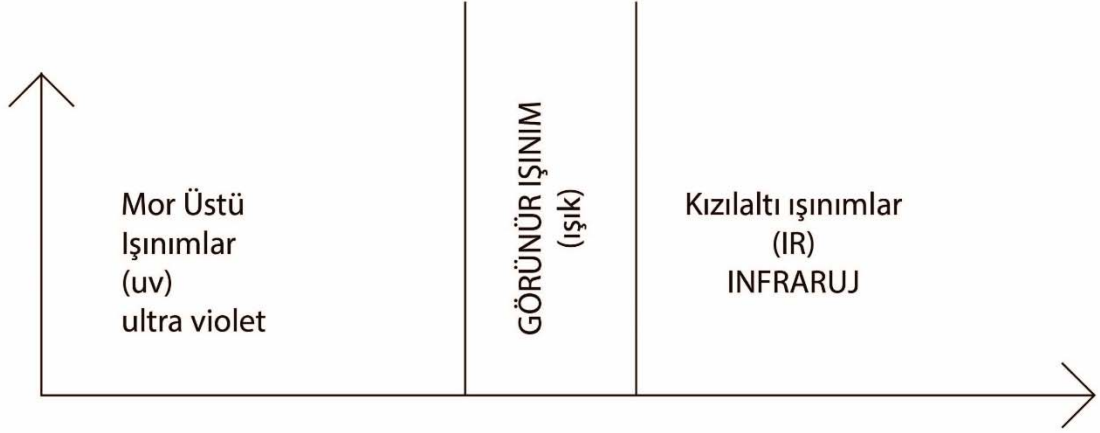 Mor Üstü
Işınımlar
(uv)
ultra violet
GÖRÜNÜR IŞINIM
(ışık)
Kızılaltı ışınımlar
(IR)
INFRARUJ